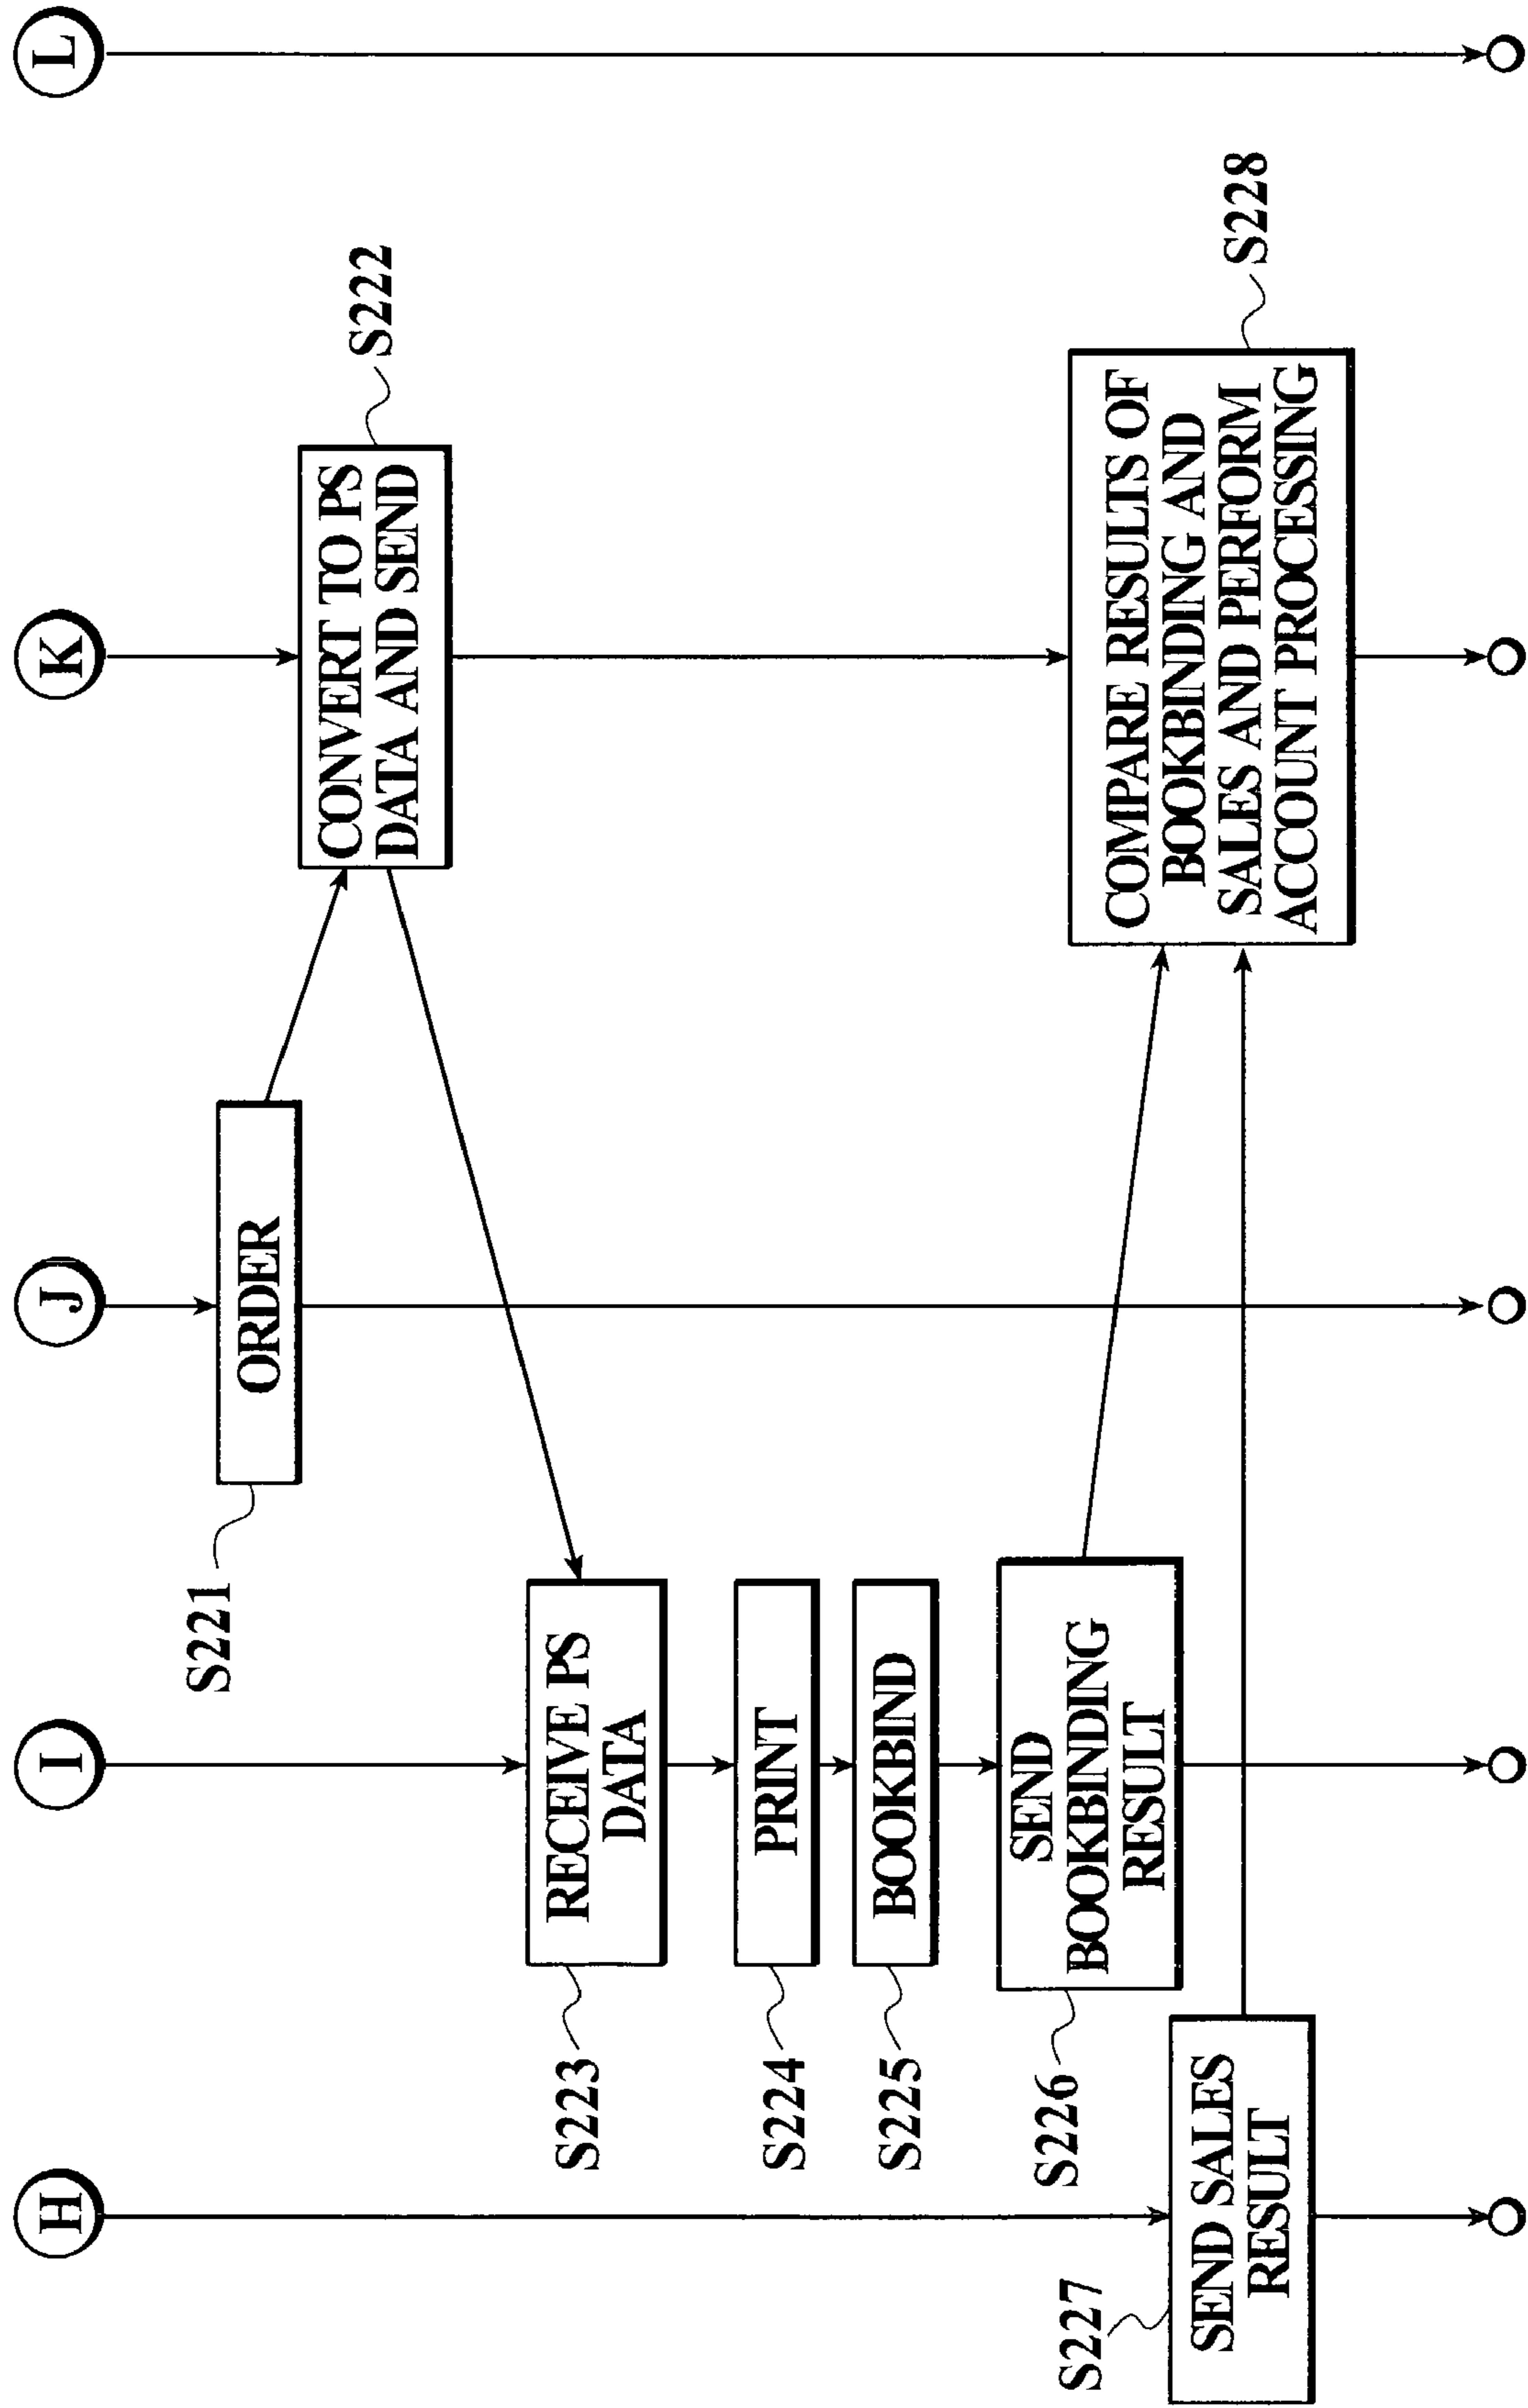 H
I
J
K
L
S221
ORDER
CONVERT TO PS
DATA AND SEND
S222
S223
RECEIVE PS
DATA
S224
PRINT
S225
BOOKBIND
S226
SEND
BOOKBINDING
RESULT
S227
SEND SALES
RESULT
COMPARE RESULTS OF
BOOKBINDING AND
SALES AND PERFORM
ACCOUNT PROCESSING
S228